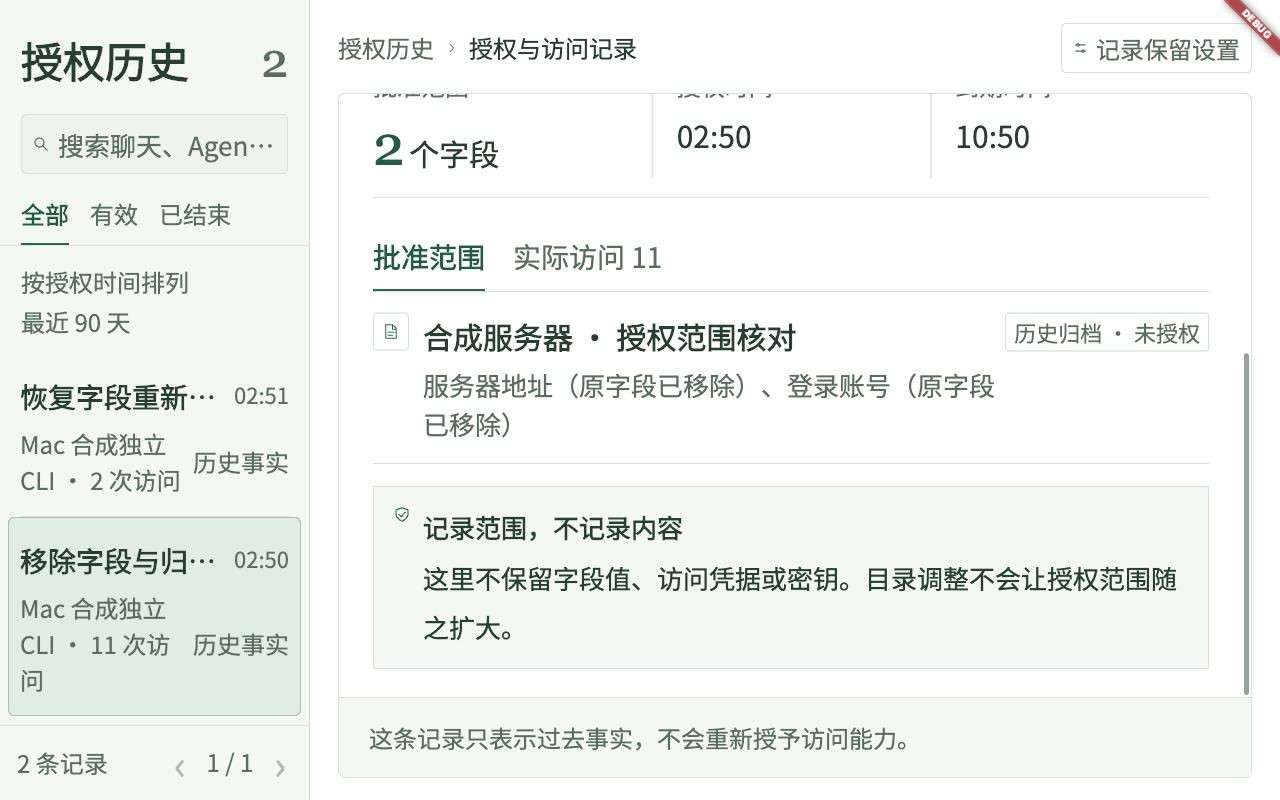 授权历史
2
搜索聊天、Agen…
全部
有效
已结束
按授权时间排列
最近 90 天
恢复字段重新…
02:51
Mac 合成独立
CLI · 2 次访问
历史事实
移除字段与归…
02:50
Mac 合成独立
CLI · 11 次访
问
历史事实
2 条记录
1 / 1
授权历史 › 授权与访问记录
记录保留设置
DEBUG
2 个字段
02:50
10:50
批准范围
实际访问 11
合成服务器 · 授权范围核对
历史归档 · 未授权
服务器地址（原字段已移除）、登录账号（原字段
已移除）
记录范围，不记录内容
这里不保留字段值、访问凭据或密钥。目录调整不会让授权范围随
之扩大。
这条记录只表示过去事实，不会重新授予访问能力。